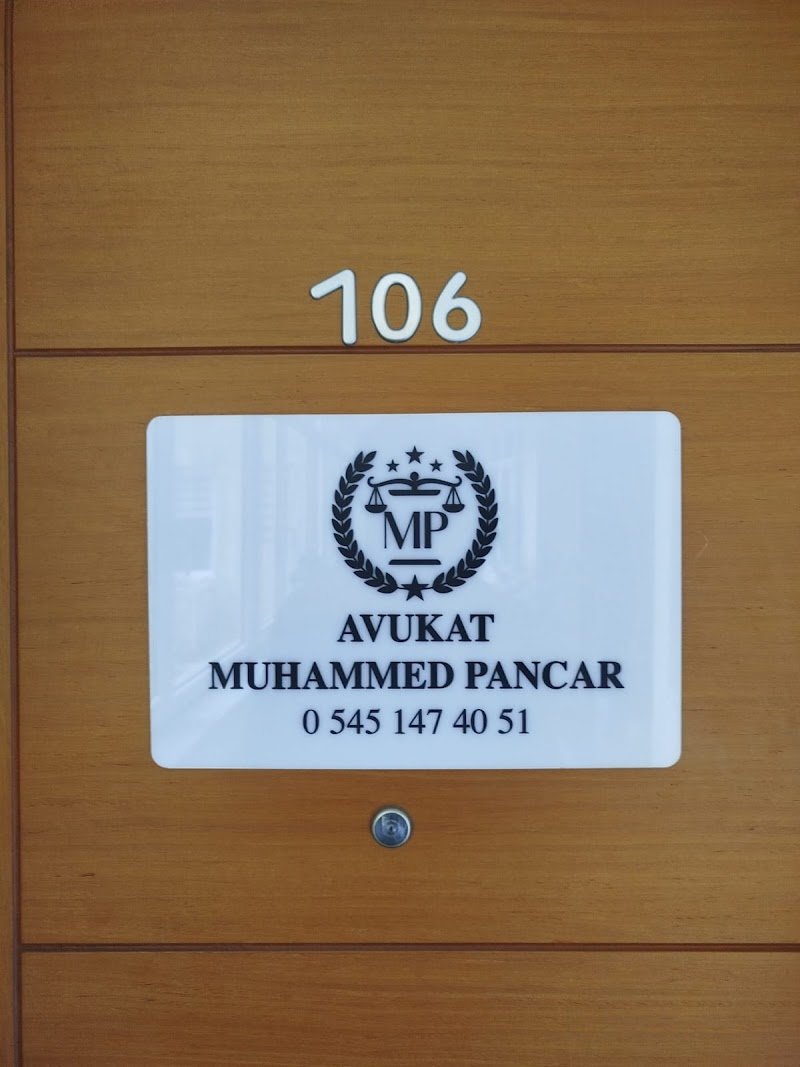 106
MP
AVUKAT
MUHAMMED PANCAR
0 545 147 40 51